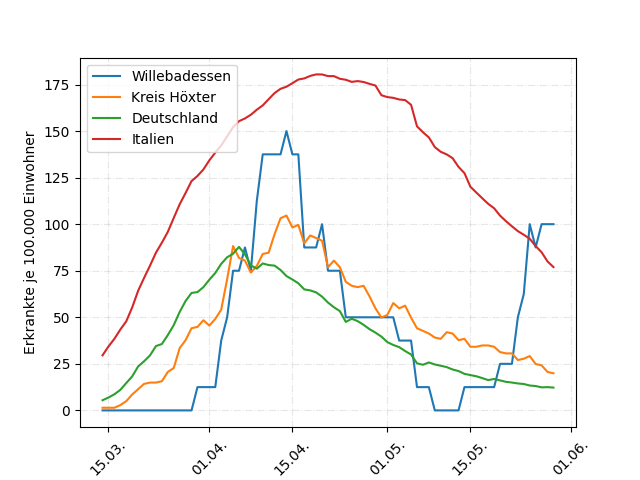 Willebadessen
Kreis Höxter
Deutschland
Italien
Erkrankte je 100.000 Einwohner
175
150
125
100
75
50
25
0
15.03.
01.04.
15.04.
01.05.
15.05.
01.06.